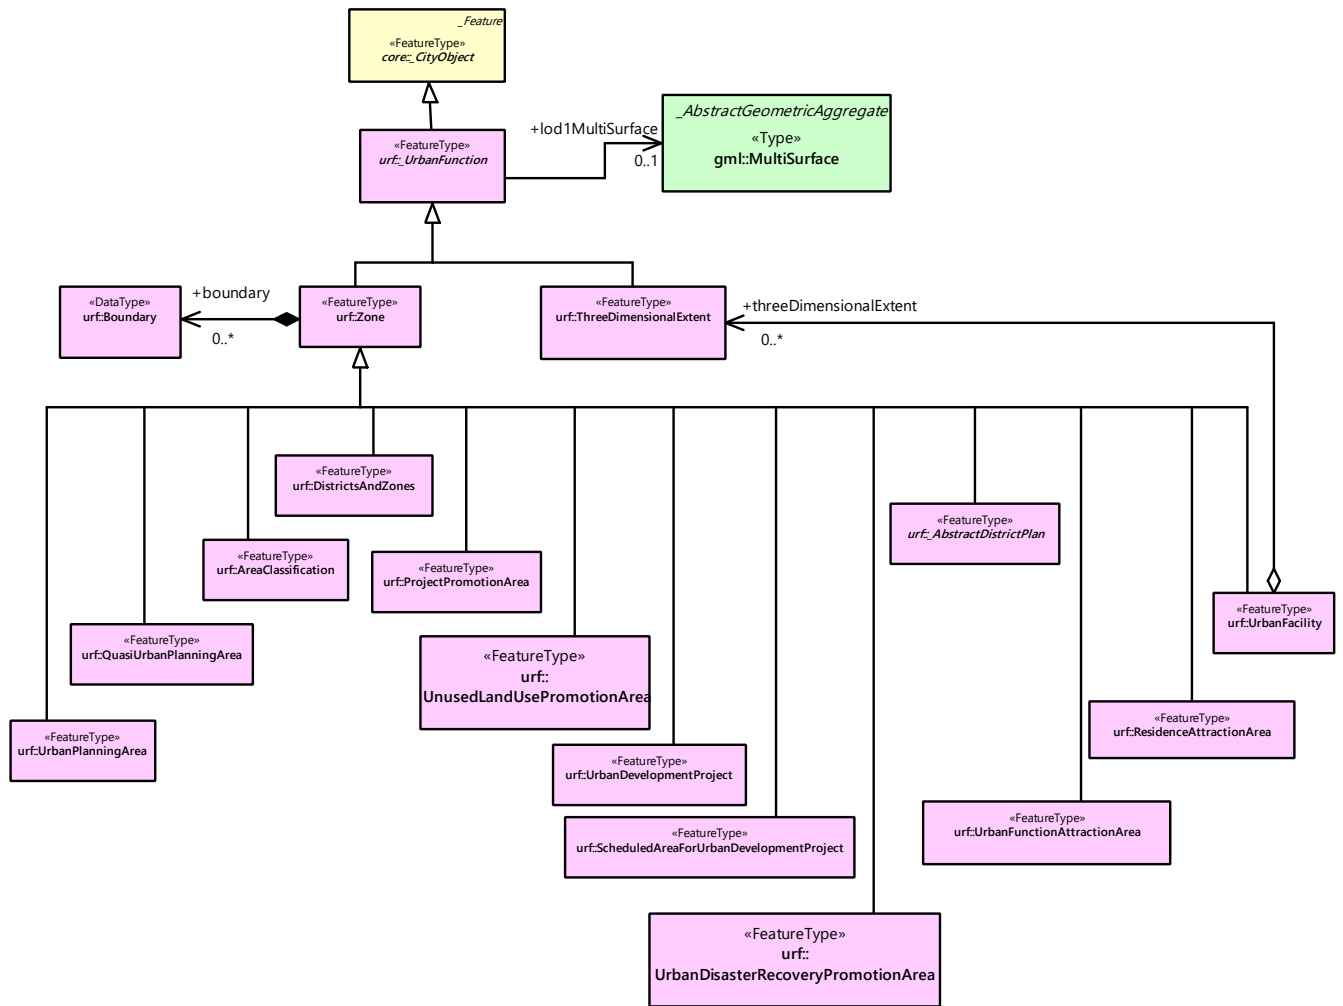 _Feature
«FeatureType»
core::_CityObject
_AbstractGeometricAggregate
«Type»
gml::MultiSurface
+lod1MultiSurface
0..1
«FeatureType»
urf::_UrbanFunction
«DataType»
urf::Boundary
+boundary
0..*
«FeatureType»
urf::Zone
«FeatureType»
urf::ThreeDimensionalExtent
+threeDimensionalExtent
0..*
«FeatureType»
urf::DistrictsAndZones
«FeatureType»
urf::_AbstractDistrictPlan
«FeatureType»
urf::AreaClassification
«FeatureType»
urf::ProjectPromotionArea
«FeatureType»
urf::UrbanFacility
«FeatureType»
urf::QuasiUrbanPlanningArea
«FeatureType»
urf::
UnusedLandUsePromotionArea
«FeatureType»
urf::ResidenceAttractionArea
«FeatureType»
urf::UrbanPlanningArea
«FeatureType»
urf::UrbanDevelopmentProject
«FeatureType»
urf::UrbanFunctionAttractionArea
«FeatureType»
urf::ScheduledAreaForUrbanDevelopmentProject
«FeatureType»
urf::
UrbanDisasterRecoveryPromotionArea